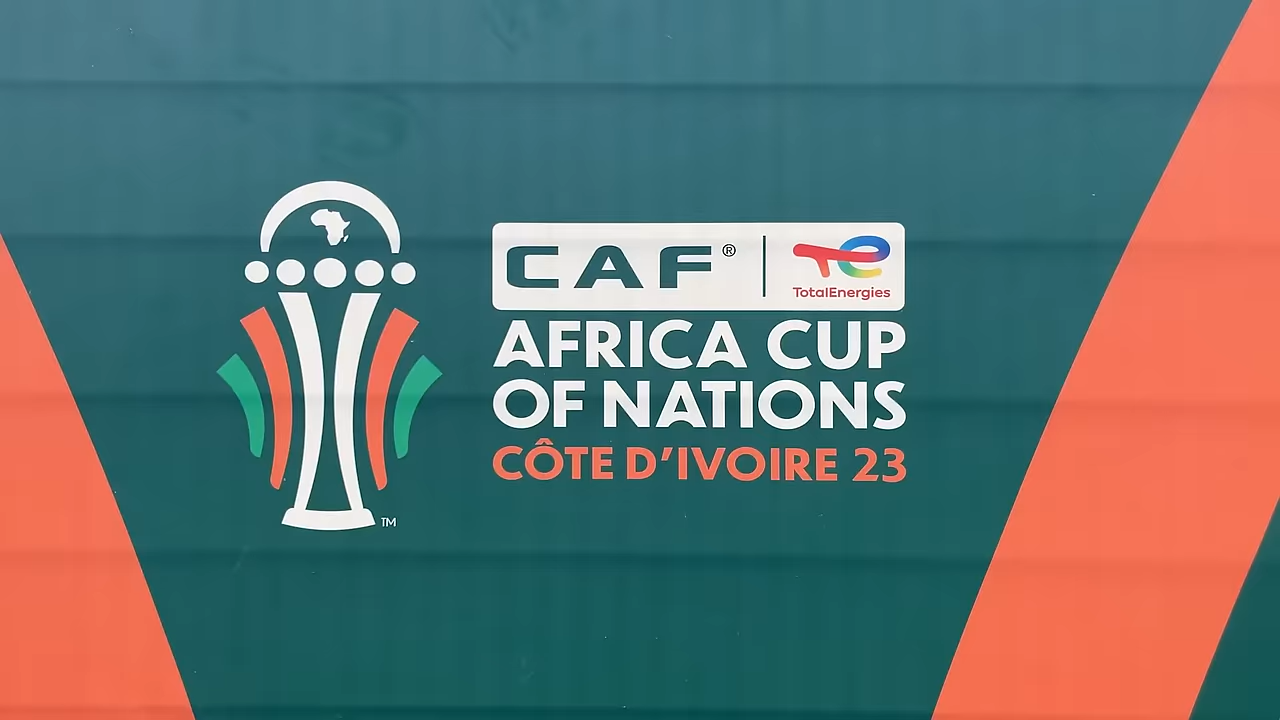 CAF®
TotalEnergies
AFRICA CUP
OF NATIONS
CÔTE D'IVOIRE 23
TM